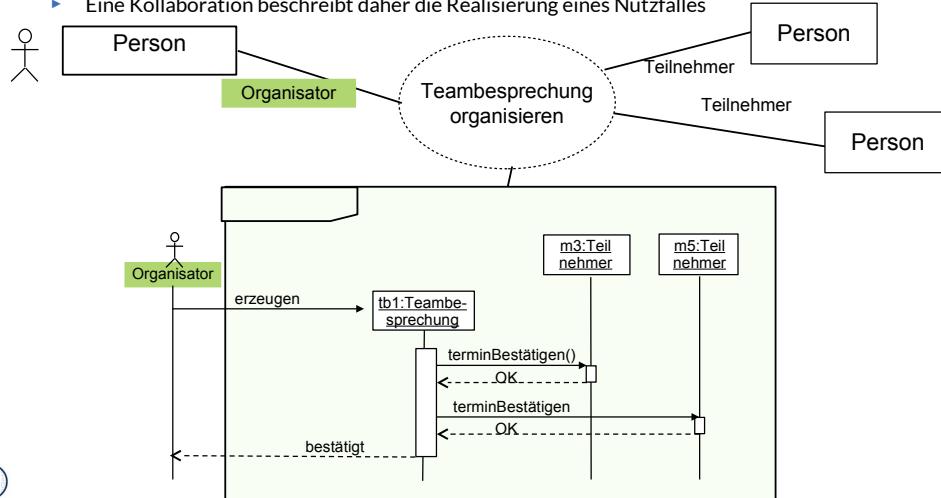 Eine Kollaboration beschreibt daher die Realisierung eines Nutzfalles
Person
Person
Teilnehmer
Organisator
Teambesprechung
organisieren
Teilnehmer
Person
m3:Teil
nehmer
m5:Teil
nehmer
Organisator
erzeugen
tb1:Teambe-
sprechung
terminBestätigen()
OK
terminBestätigen
OK
bestätigt